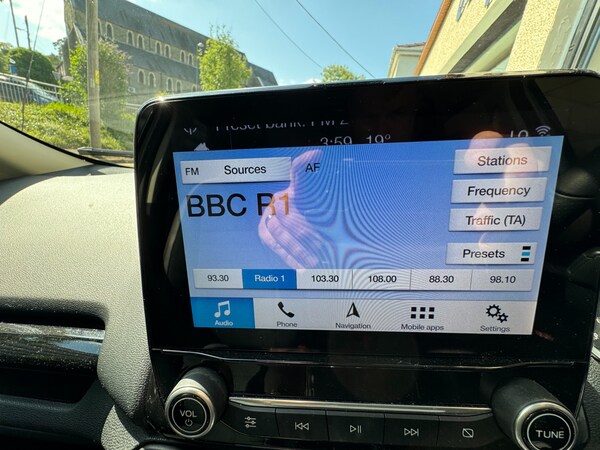 Preset bank: FM 2
3:59 19°
FM Sources AF Stations
BBC R1
Frequency
Traffic (TA)
Presets
93.30 Radio 1 103.30 108.00 88.30 98.10
Audio Phone Navigation Mobile apps Settings
VOL
TUNE